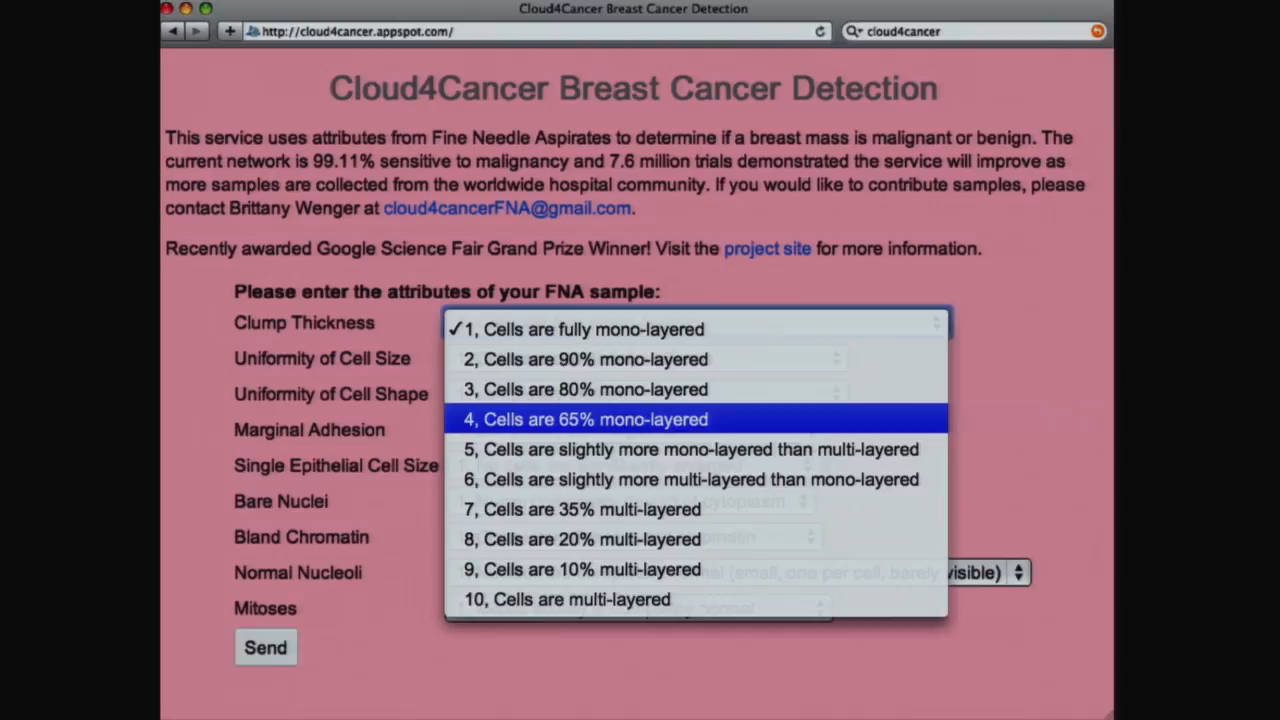 Cloud4Cancer Breast Cancer Detection
http://cloud4cancer.appspot.com/
cloud4cancer
Cloud4Cancer Breast Cancer Detection
This service uses attributes from Fine Needle Aspirates to determine if a breast mass is malignant or benign. The
current network is 99.11% sensitive to malignancy and 7.6 million trials demonstrated the service will improve as
more samples are collected from the worldwide hospital community. If you would like to contribute samples, please
contact Brittany Wenger at cloud4cancerFNA@gmail.com.
Recently awarded Google Science Fair Grand Prize Winner! Visit the project site for more information.
Please enter the attributes of your FNA sample:
Clump Thickness
Uniformity of Cell Size
Uniformity of Cell Shape
Marginal Adhesion
Single Epithelial Cell Size
Bare Nuclei
Bland Chromatin
Normal Nucleoli
Mitoses
✓1, Cells are fully mono-layered
2, Cells are 90% mono-layered
3, Cells are 80% mono-layered
4, Cells are 65% mono-layered
5, Cells are slightly more mono-layered than multi-layered
6, Cells are slightly more multi-layered than mono-layered
7, Cells are 35% multi-layered
8, Cells are 20% multi-layered
9, Cells are 10% multi-layered
10, Cells are multi-layered
(small, one per cell, barely visible)
Send